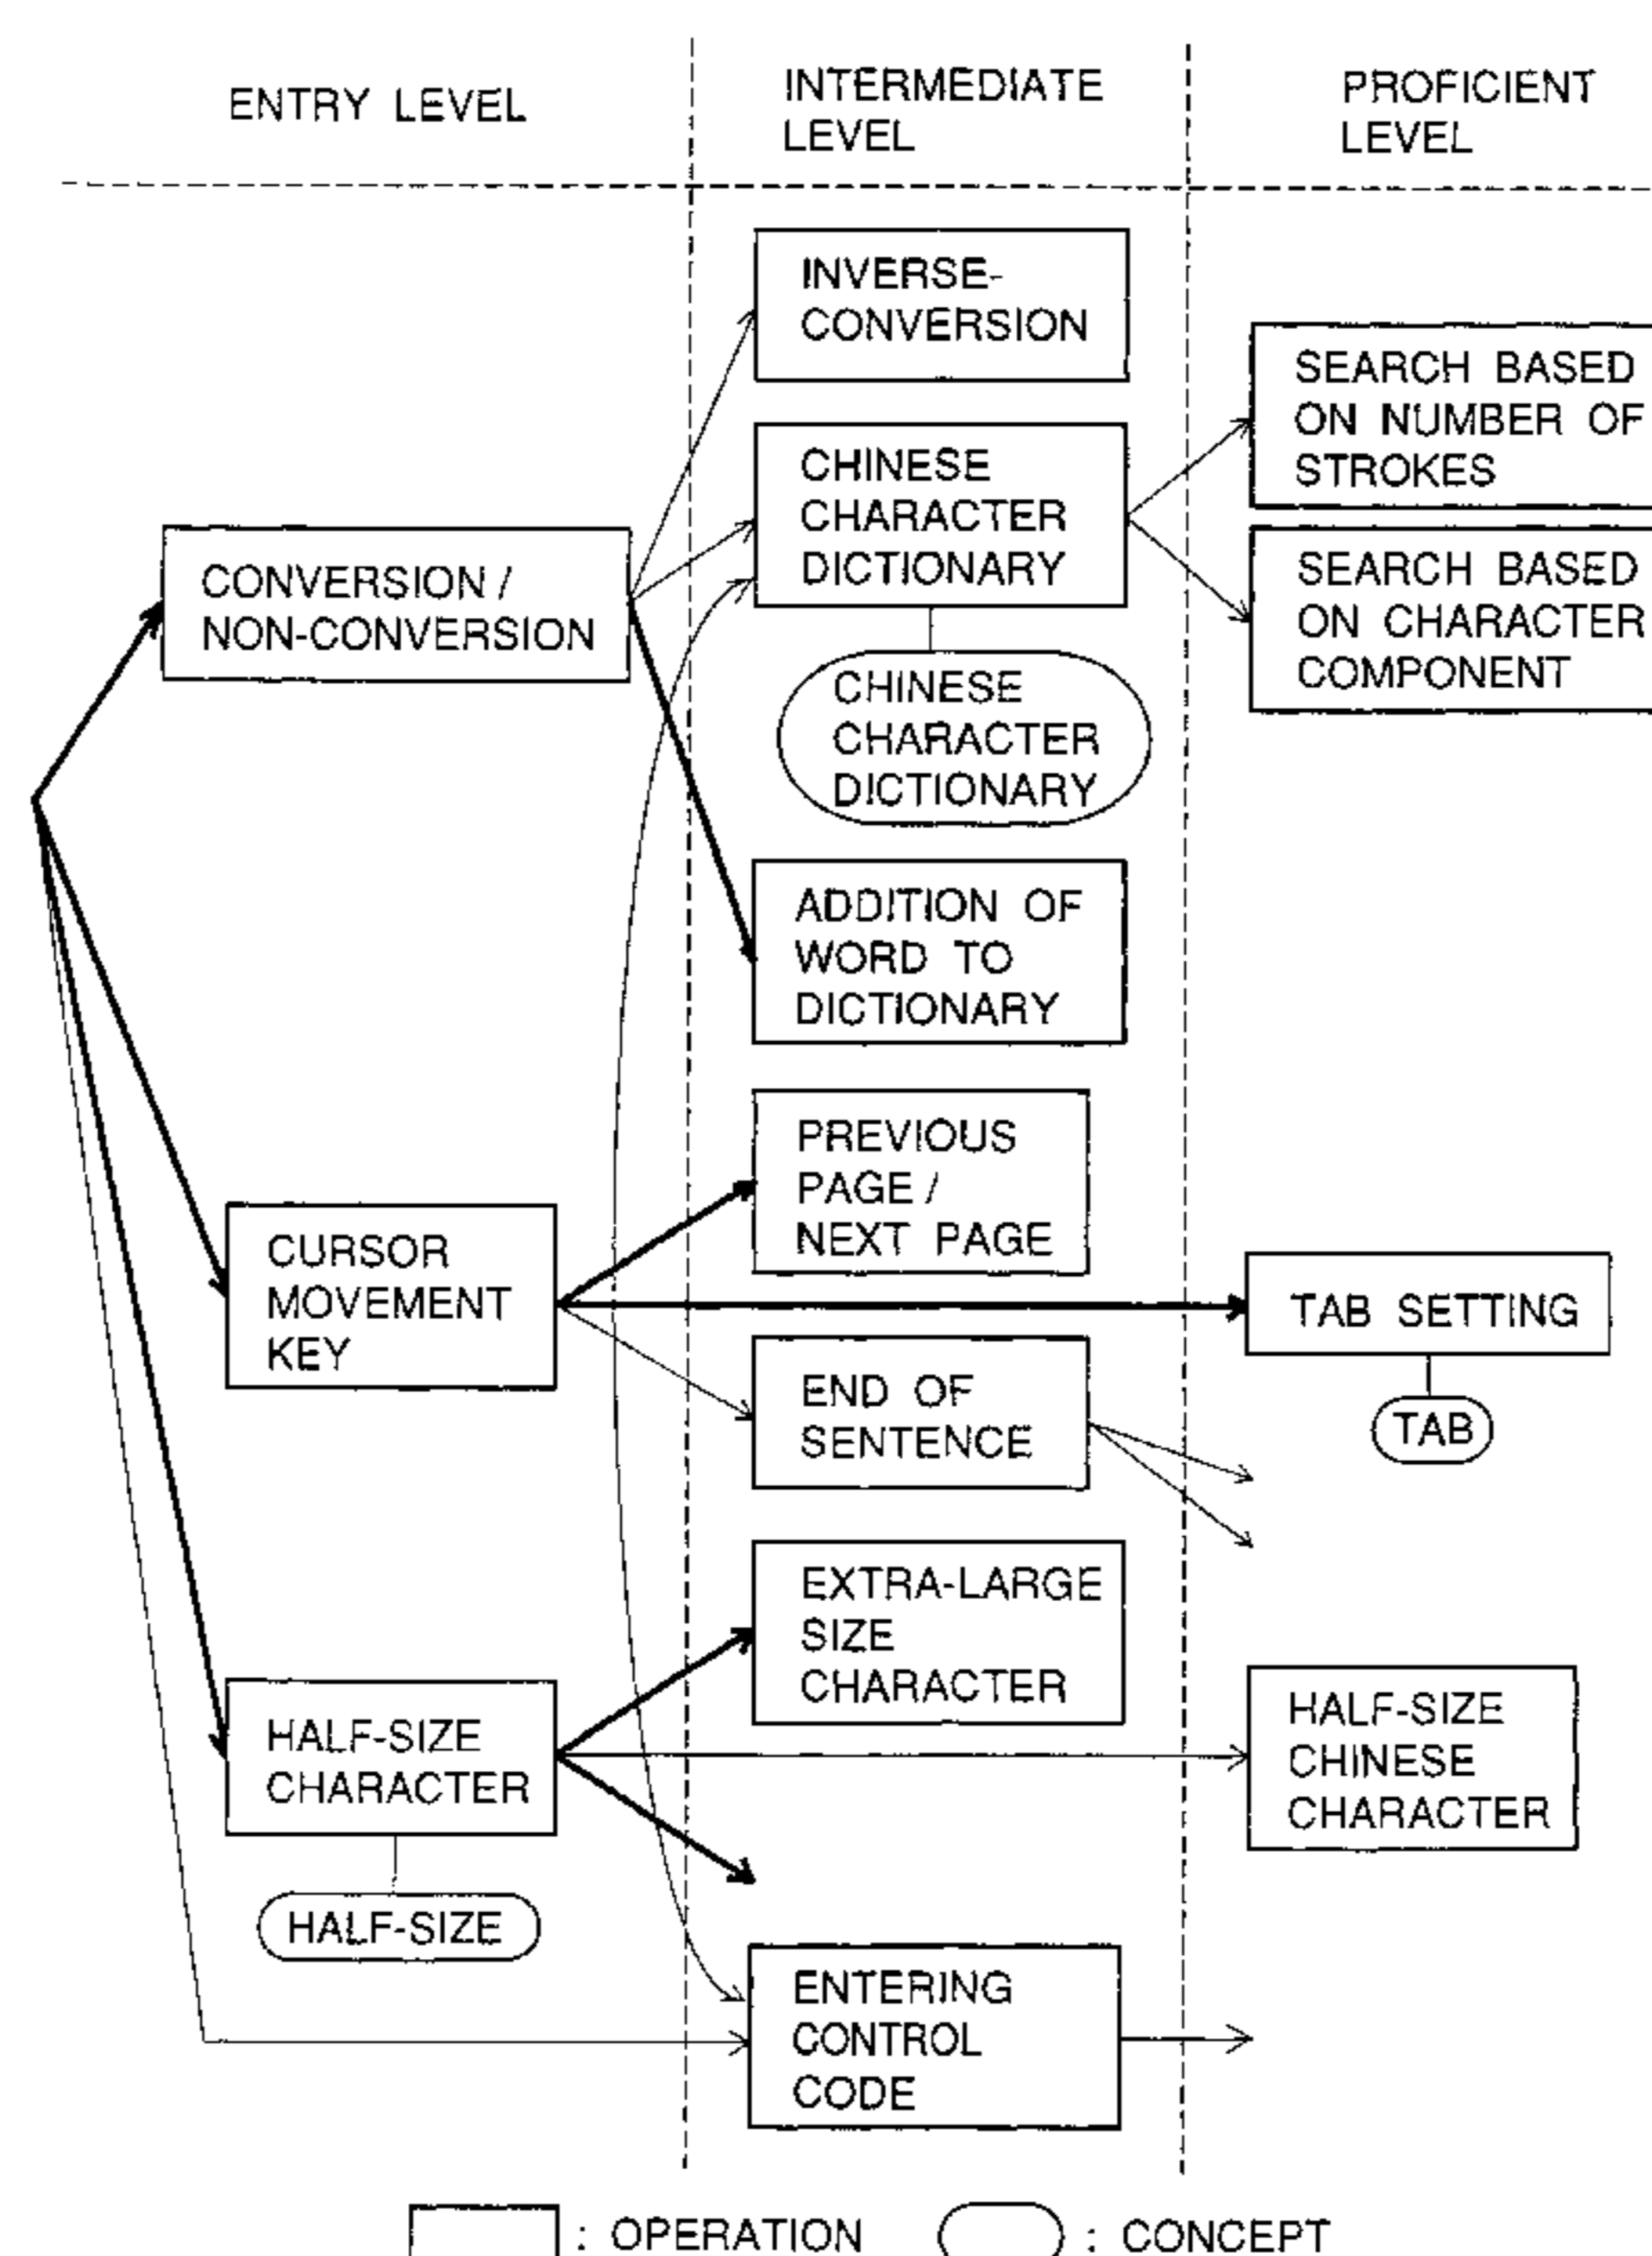 ENTRY LEVEL
INTERMEDIATE
LEVEL
PROFICIENT
LEVEL
INVERSE-
CONVERSION
CHINESE
CHARACTER
DICTIONARY
SEARCH BASED
ON NUMBER OF
STROKES
CONVERSION /
NON-CONVERSION
SEARCH BASED
ON CHARACTER
COMPONENT
CHINESE
CHARACTER
DICTIONARY
ADDITION OF
WORD TO
DICTIONARY
PREVIOUS
PAGE /
NEXT PAGE
CURSOR
MOVEMENT
KEY
TAB SETTING
TAB
END OF
SENTENCE
EXTRA-LARGE
SIZE
CHARACTER
HALF-SIZE
CHARACTER
HALF-SIZE
CHINESE
CHARACTER
HALF-SIZE
ENTERING
CONTROL
CODE
: OPERATION
: CONCEPT